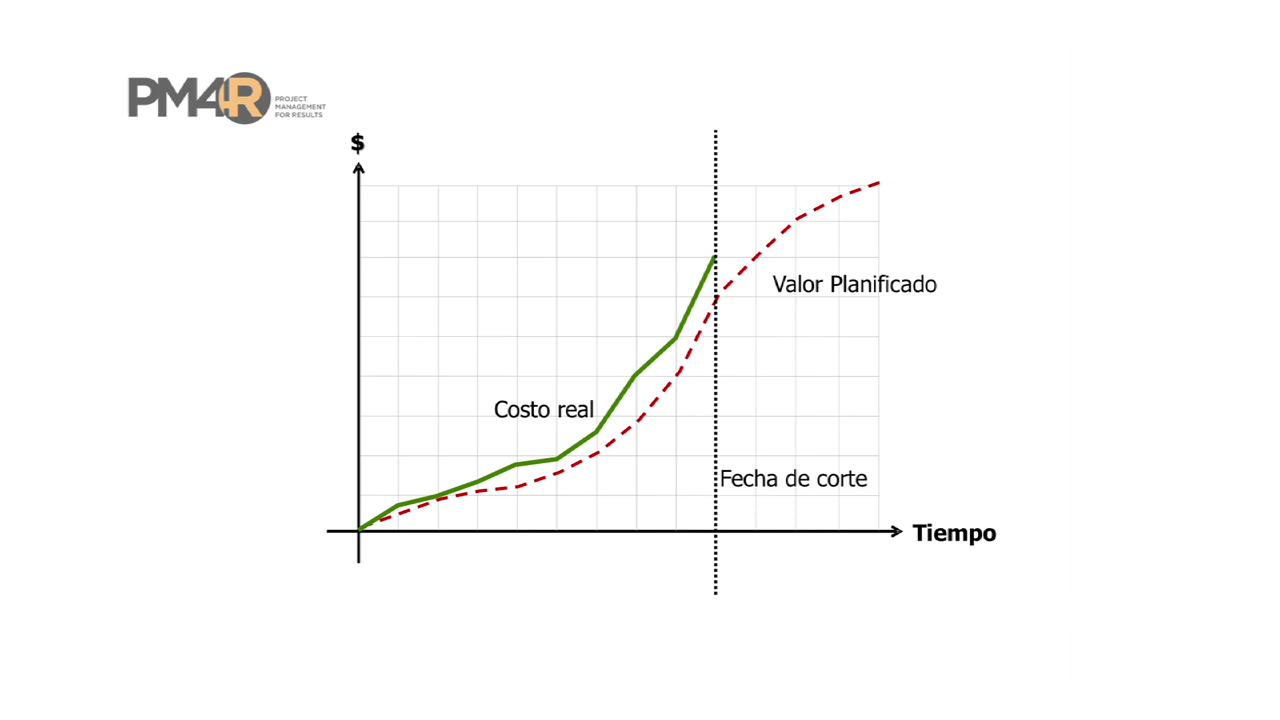 PM4R
PROJECT
MANAGEMENT
FOR RESULTS
$
Valor Planificado
Costo real
Fecha de corte
Tiempo